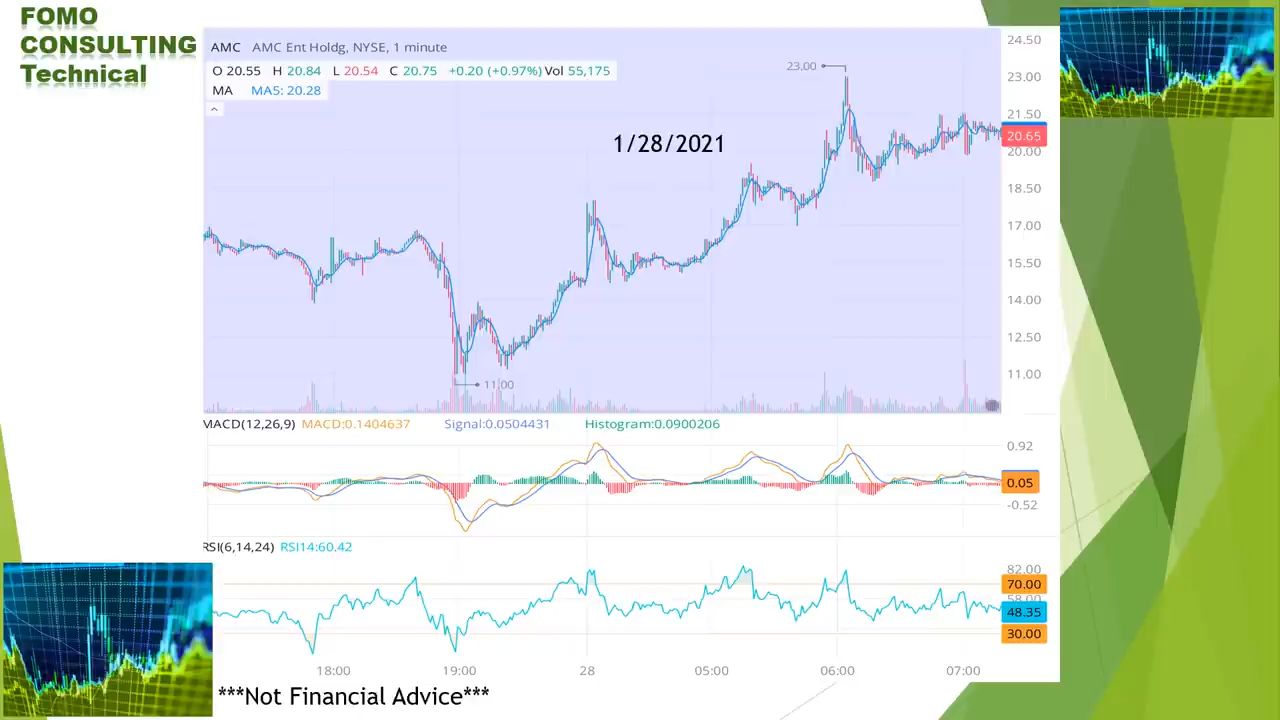 FOMO
CONSULTING
Technical
AMC AMC Ent Holdg, NYSE, 1 minute
O 20.55 H 20.84 L 20.54 C 20.75 +0.20 (+0.97%) Vol 55,175
MA MA5: 20.28
1/28/2021
23.00
11.00
24.50
23.00
21.50
20.65
20.00
18.50
17.00
15.50
14.00
12.50
11.00
MACD(12,26,9) MACD:0.1404637 Signal:0.0504431 Histogram:0.0900206
0.92
0.05
-0.52
RSI(6,14,24) RSI14:60.42
82.00
70.00
58.00
48.35
30.00
18:00 19:00 28 05:00 06:00 07:00
***Not Financial Advice***